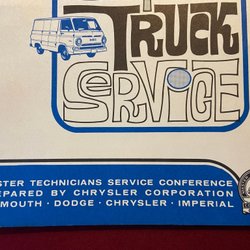 TRUCK
SERVICE
STER TECHNICIANS SERVICE CONFERENCE
EPARED BY CHRYSLER CORPORATION
MOUTH · DODGE · CHRYSLER · IMPERIAL